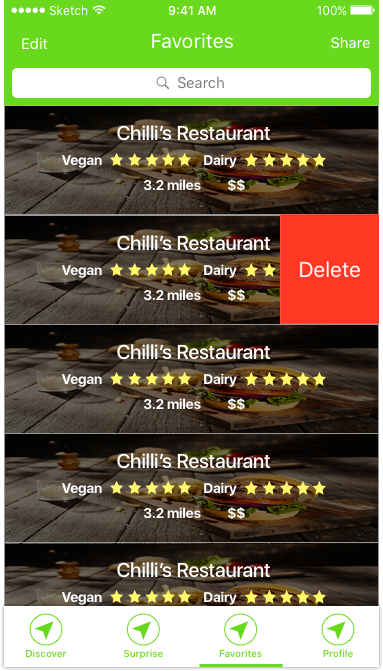 Sketch 9:41 AM 100%
Edit Favorites Share
Search
Chilli's Restaurant
Vegan ★★★★★ Dairy ★★★★★
3.2 miles $$
Chilli's Restaurant
Vegan ★★★★★ Dairy ★★
3.2 miles $$
Delete
Chilli's Restaurant
Vegan ★★★★★ Dairy ★★★★★
3.2 miles $$
Chilli's Restaurant
Vegan ★★★★★ Dairy ★★★★★
3.2 miles $$
Chilli's Restaurant
Vegan ★★★★★ Dairy ★★★★★
Discover Surprise Favorites Profile